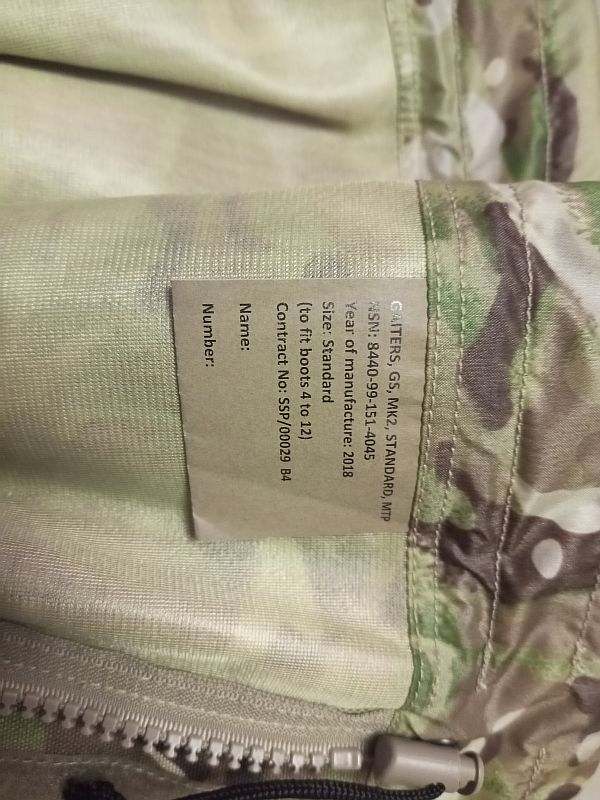 GAITERS, GS, MK2, STANDARD, MTP
NSN: 8440-99-151-4045
Year of manufacture: 2018
Size: Standard
(to fit boots 4 to 12)
Contract No: SSP/00029 B4
Name:
Number: